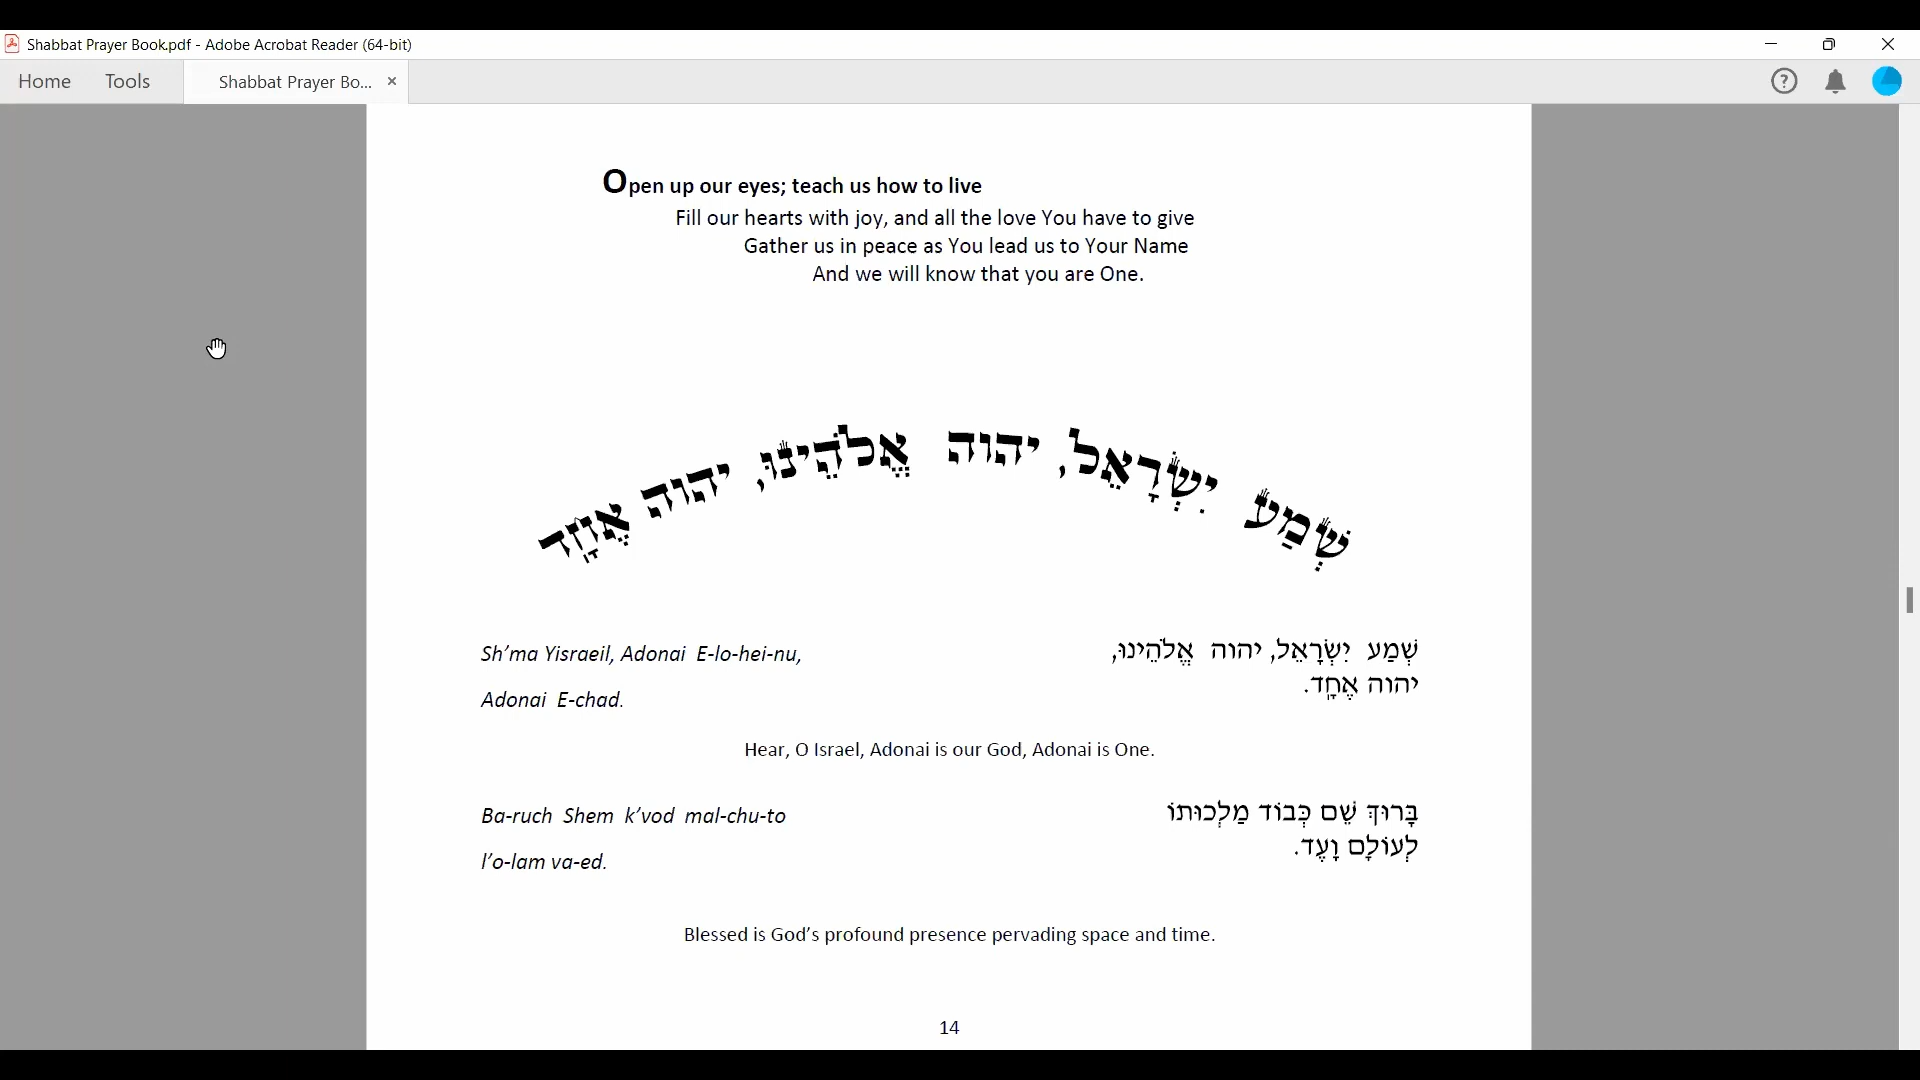 Shabbat Prayer Book.pdf - Adobe Acrobat Reader (64-bit)
Home Tools Shabbat Prayer Bo... ×
Open up our eyes; teach us how to live
Fill our hearts with joy, and all the love You have to give
Gather us in peace as You lead us to Your Name
And we will know that you are One.
שְׁמַע יִשְׂרָאֵל, יהוה אֱלֹהֵינוּ, יהוה אֶחָד
Sh’ma Yisraeil, Adonai E-lo-hei-nu,
שְׁמַע יִשְׂרָאֵל, יהוה אֱלֹהֵינוּ,
Adonai E-chad.
יהוה אֶחָד.
Hear, O Israel, Adonai is our God, Adonai is One.
Ba-ruch Shem k’vod mal-chu-to
בָּרוּךְ שֵׁם כְּבוֹד מַלְכוּתוֹ
l’o-lam va-ed.
לְעוֹלָם וָעֶד.
Blessed is God’s profound presence pervading space and time.
14